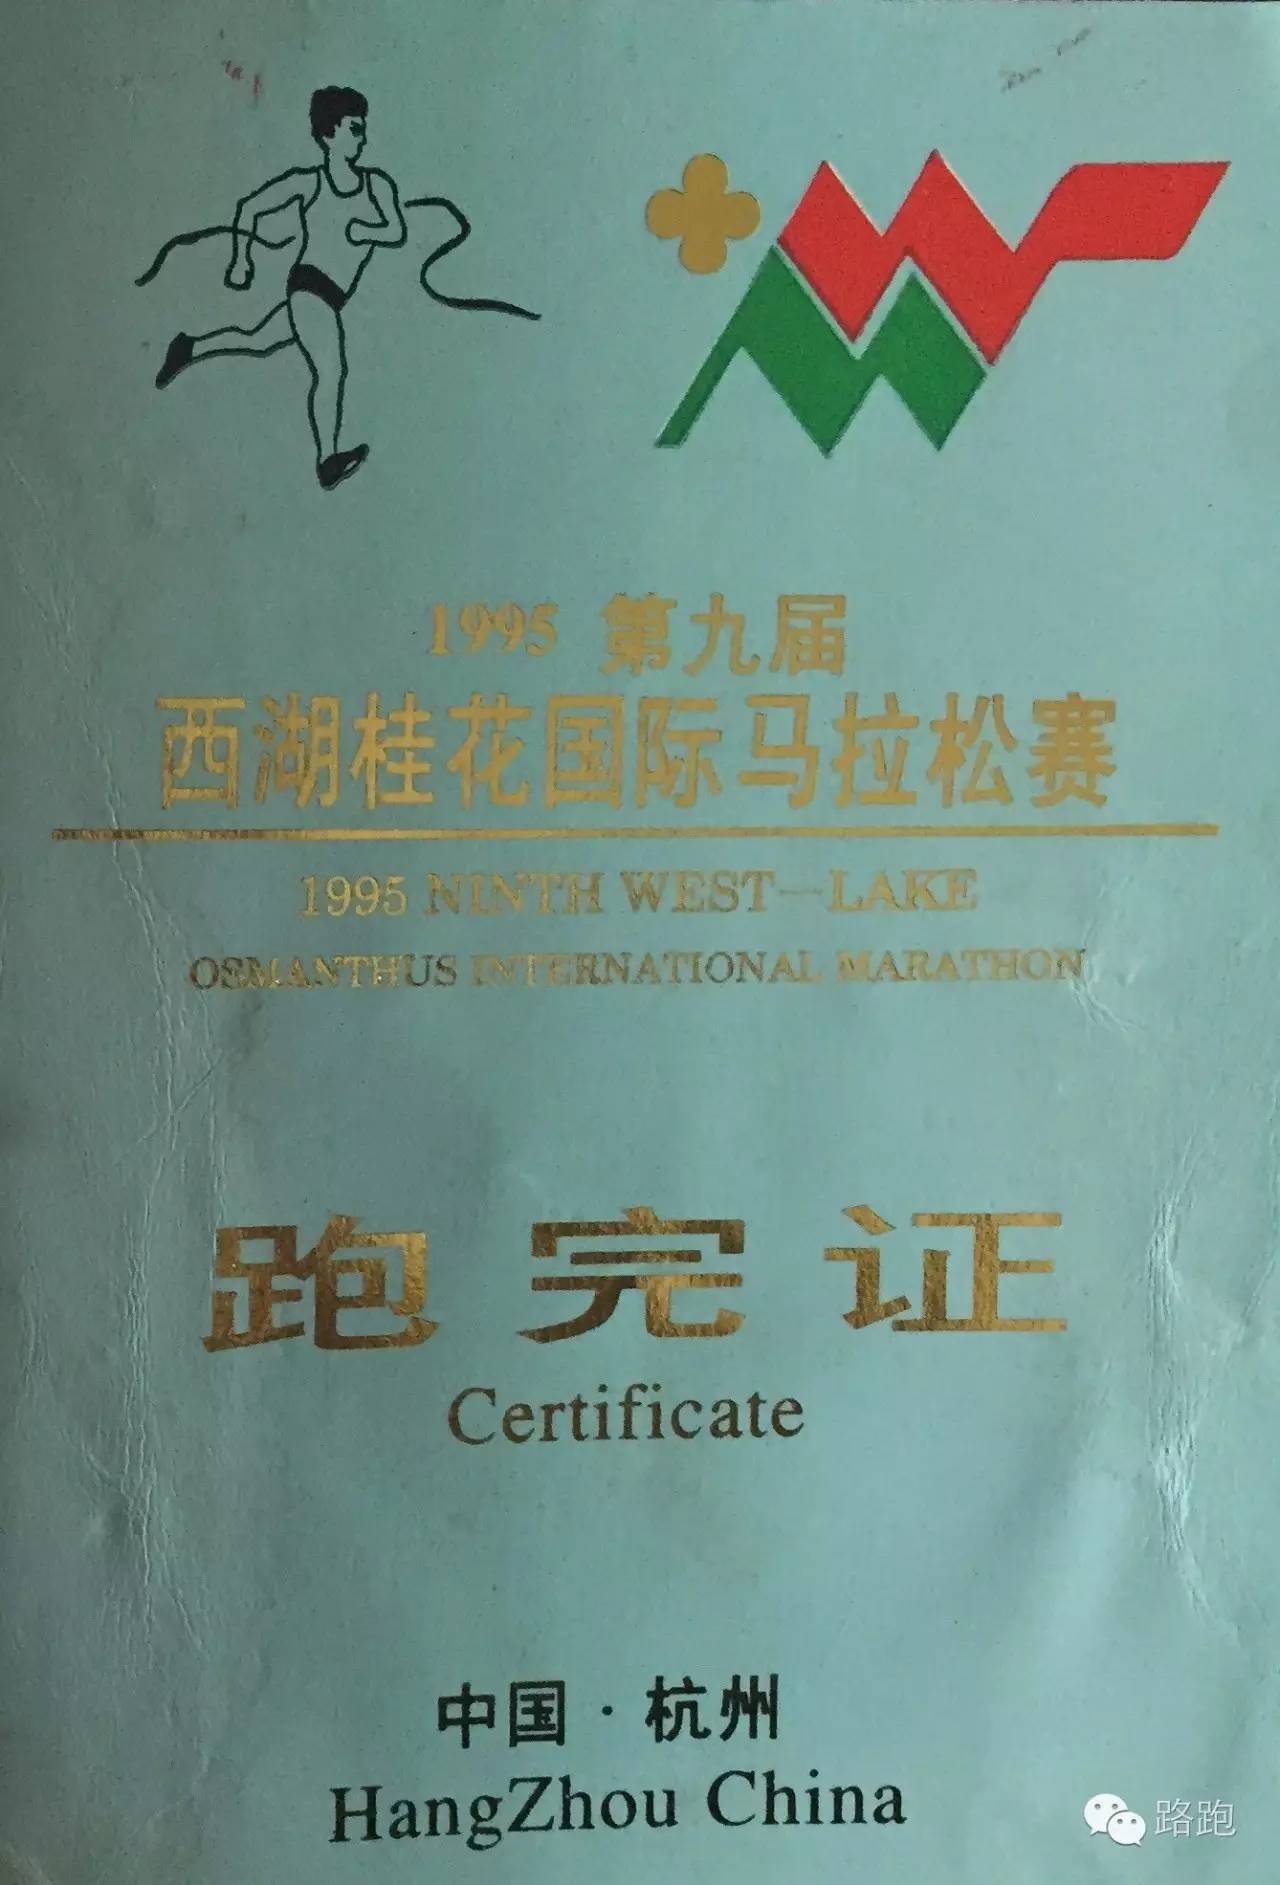 1995 第九届
西湖桂花国际马拉松赛
1995 NINTH WEST—LAKE
OSMANTHUS INTERNATIONAL MARATHON
跑完证
Certificate
中国·杭州
HangZhou China
路跑